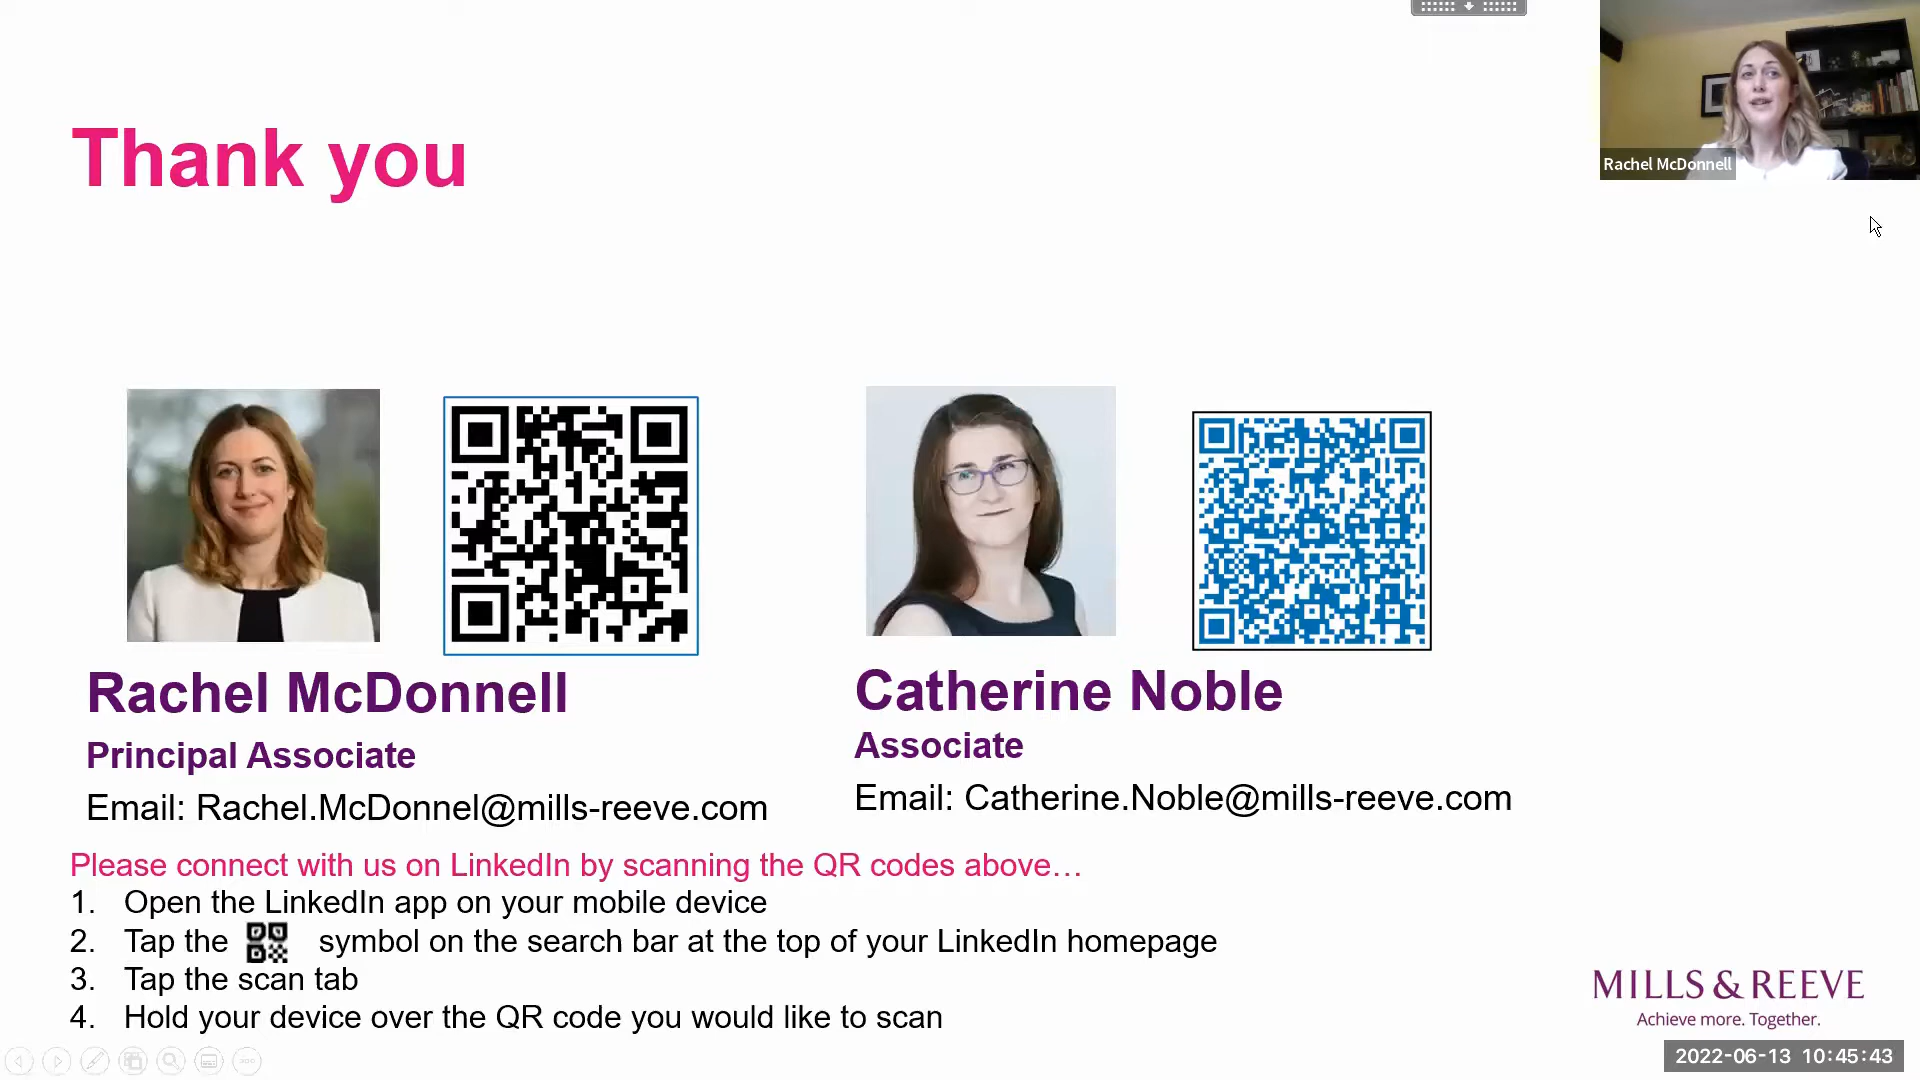 Thank you
Rachel McDonnell
Rachel McDonnell
Principal Associate
Email: Rachel.McDonnel@mills-reeve.com
Catherine Noble
Associate
Email: Catherine.Noble@mills-reeve.com
Please connect with us on LinkedIn by scanning the QR codes above…
1. Open the LinkedIn app on your mobile device
2. Tap the symbol on the search bar at the top of your LinkedIn homepage
3. Tap the scan tab
4. Hold your device over the QR code you would like to scan
MILLS & REEVE
Achieve more. Together.
2022-06-13 10:45:43